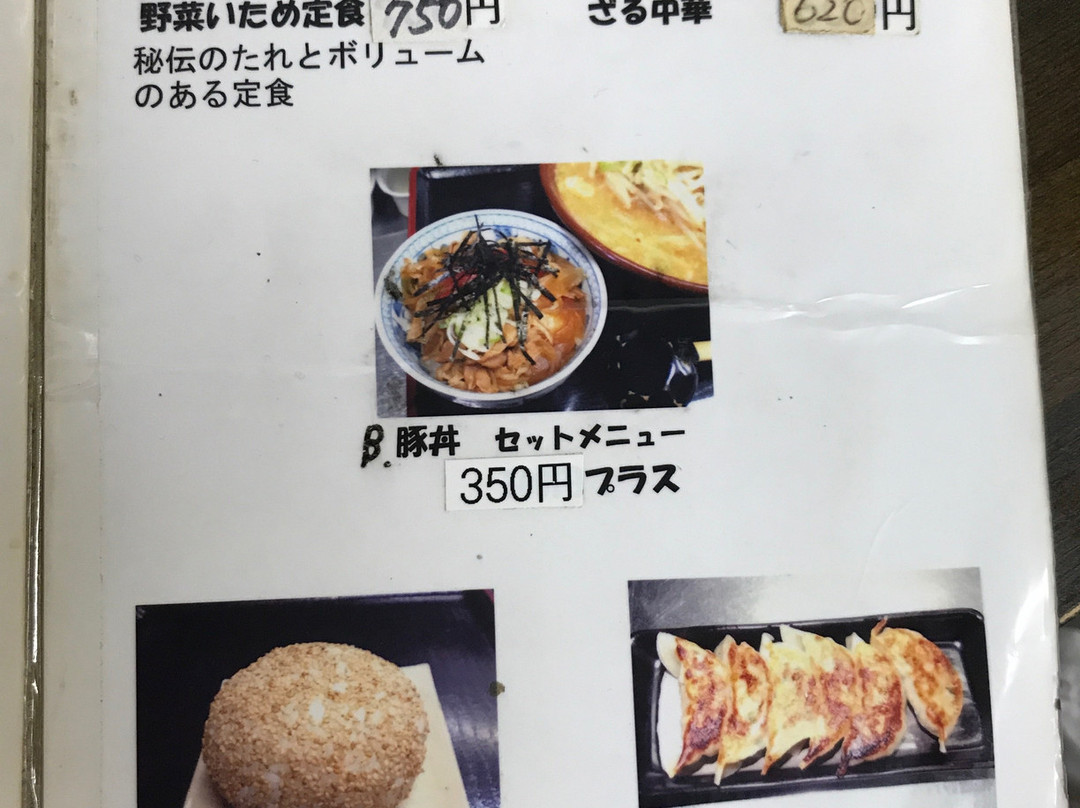 野菜いため定食 750円
秘伝のたれとボリューム
のある定食
ざる中華 620円
B. 豚丼 セットメニュー
350円プラス